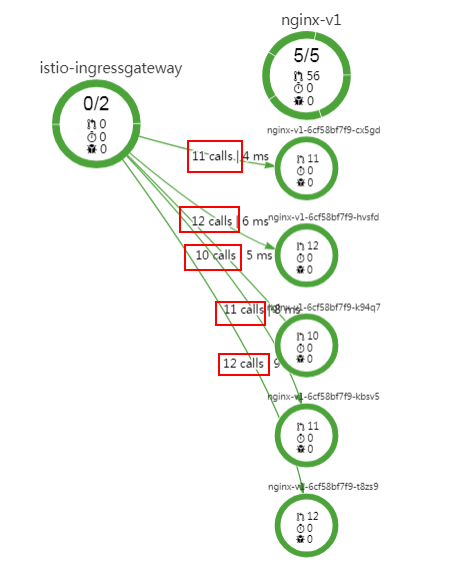 nginx-v1
5/5
56
0
0
istio-ingressgateway
0/2
0
0
0
nginx-v1-6cf58bf7f9-cx5gd
11 calls | 4 ms
11
0
0
nginx-v1-6cf58bf7f9-hvsfd
12 calls | 6 ms
12
0
0
10 calls 5 ms
nginx-v1-6cf58bf7f9-k94q7
11 calls | 8 ms
10
0
0
12 calls 9
nginx-v1-6cf58bf7f9-kbsv5
11
0
0
nginx-v1-6cf58bf7f9-t8zs9
12
0
0